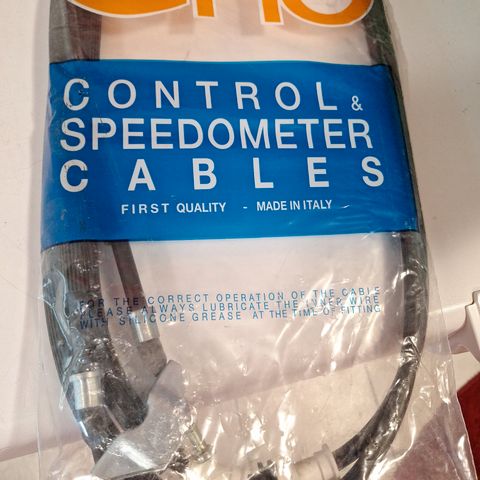 CONTROL &
SPEEDOMETER
CABLES
FIRST QUALITY - MADE IN ITALY
FOR THE CORRECT OPERATION OF THE CABLE
PLEASE ALWAYS LUBRICATE THE INNER WIRE
WITH SILICONE GREASE AT THE TIME OF FITTING